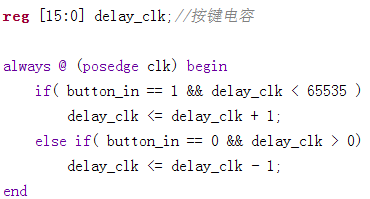 reg [15:0] delay_clk;//按键电容
always @ (posedge clk) begin
if( button_in == 1 && delay_clk < 65535 )
delay_clk <= delay_clk + 1;
else if( button_in == 0 && delay_clk > 0)
delay_clk <= delay_clk - 1;
end